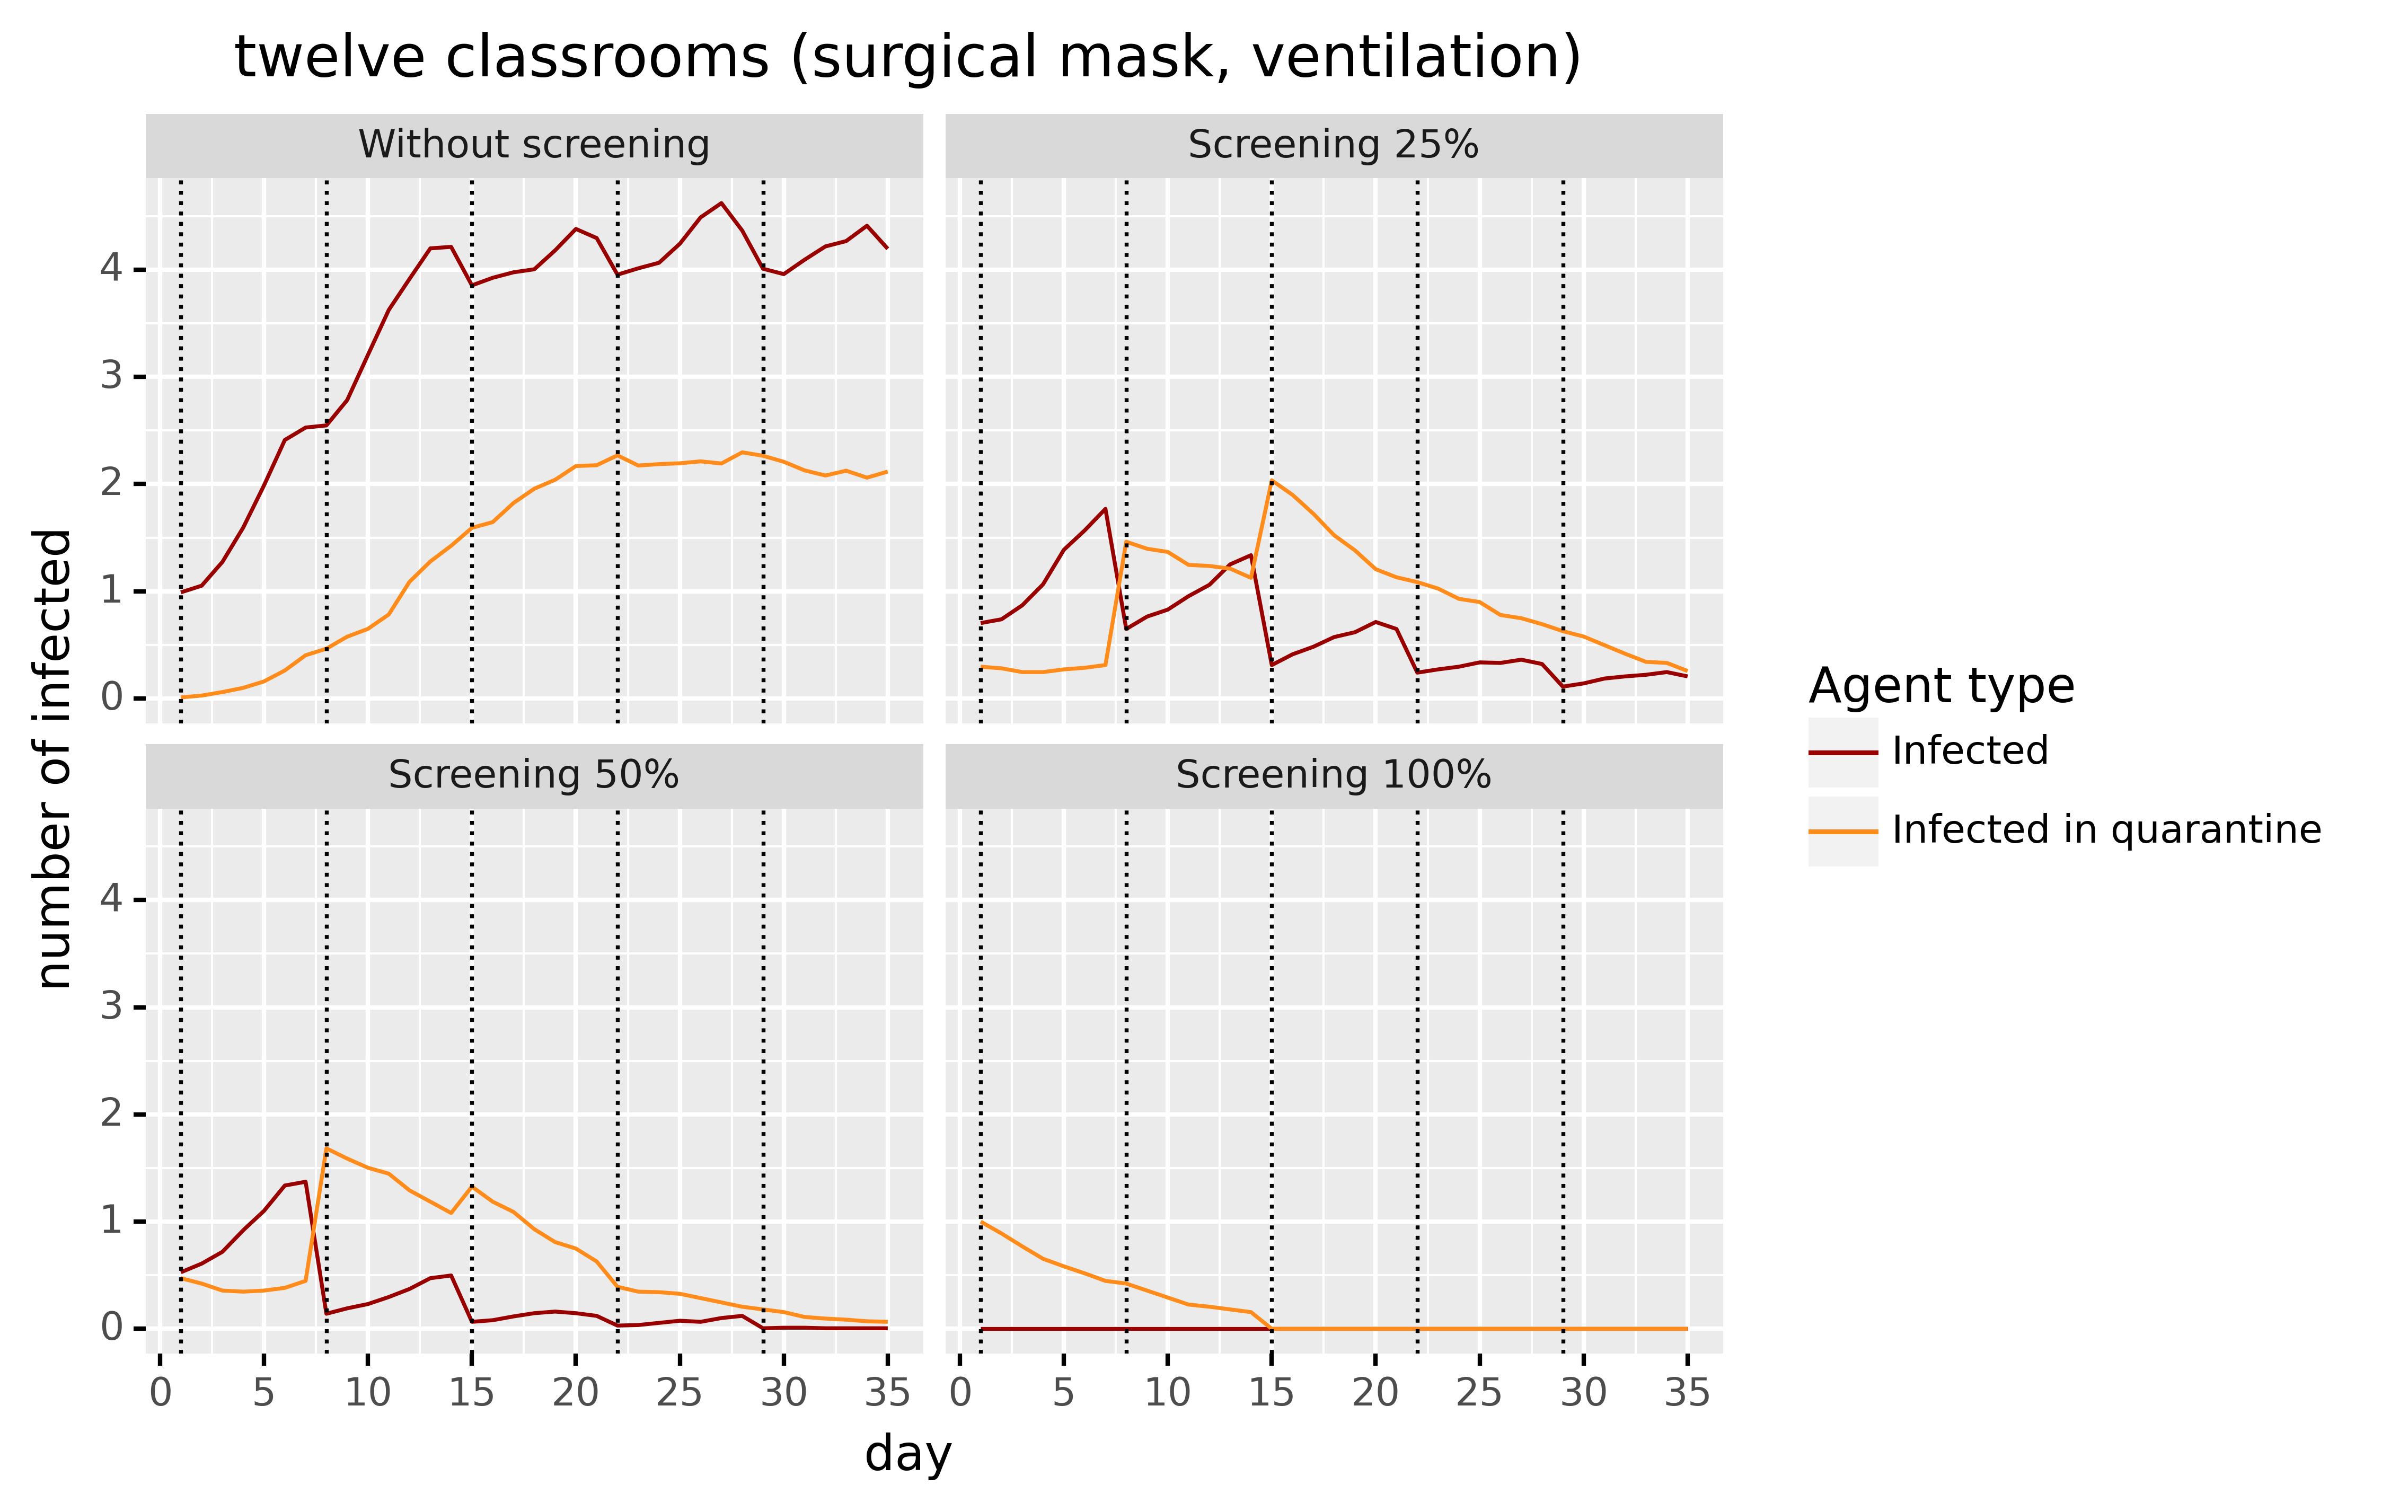 twelve classrooms (surgical mask, ventilation)
Without screening
Screening 25%
4
3
2
1
0
Screening 50%
Screening 100%
4
3
2
1
0
0 5 10 15 20 25 30 35
0 5 10 15 20 25 30 35
day
number of infected
Agent type
Infected
Infected in quarantine